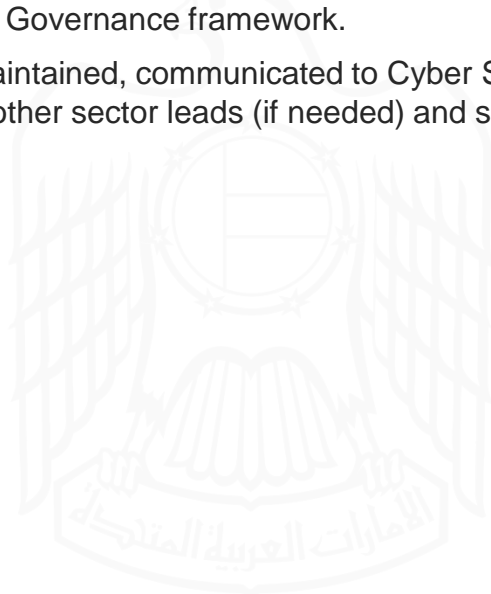 Governance framework.
aintained, communicated to Cyber S
other sector leads (if needed) and s
الإمارات العربية المتحدة